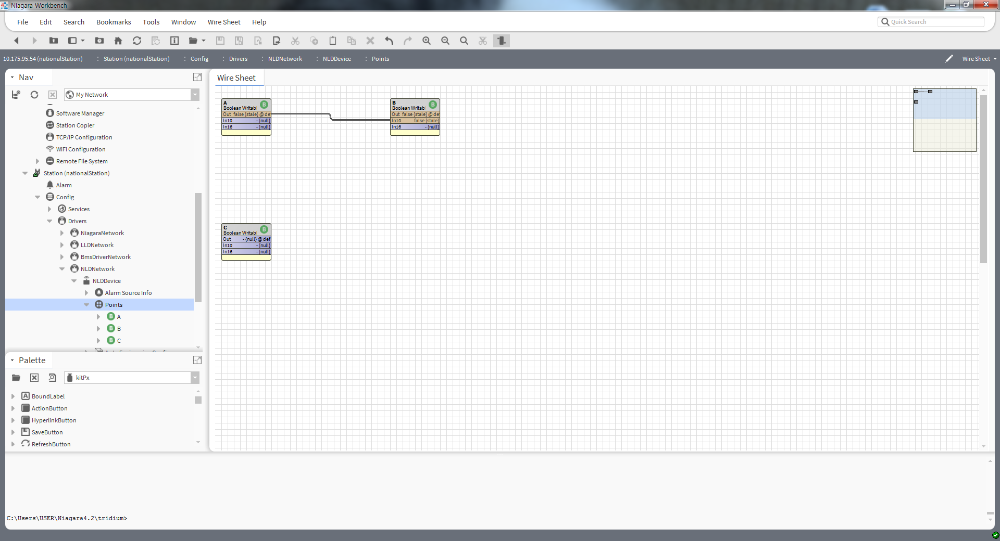 Niagara Workbench
File Edit Search Bookmarks Tools Window Wire Sheet Help
Quick Search
10.175.95.54 (nationalStation) : Station (nationalStation) : Config : Drivers : NLDNetwork : NLDDevice : Points
Wire Sheet
Nav
My Network
Software Manager
Station Copier
TCP/IP Configuration
WiFi Configuration
Remote File System
Station (nationalStation)
Alarm
Config
Services
Drivers
NiagaraNetwork
LLDNetwork
BmsDriverNetwork
NLDNetwork
NLDDevice
Alarm Source Info
Points
B A
B B
B C
Palette
kitPx
A BoundLabel
ActionButton
HyperlinkButton
SaveButton
RefreshButton
Wire Sheet
A
Boolean Writab
B
Out false {stale} @ de
In10 - {null}
In16 - {null}
B
Boolean Writab
B
Out false {stale} @ de
In10 false {stale}
In16 - {null}
C
Boolean Writab
B
Out - {null} @ def
In10 - {null}
In16 - {null}
C:\Users\USER\Niagara4.2\tridium>